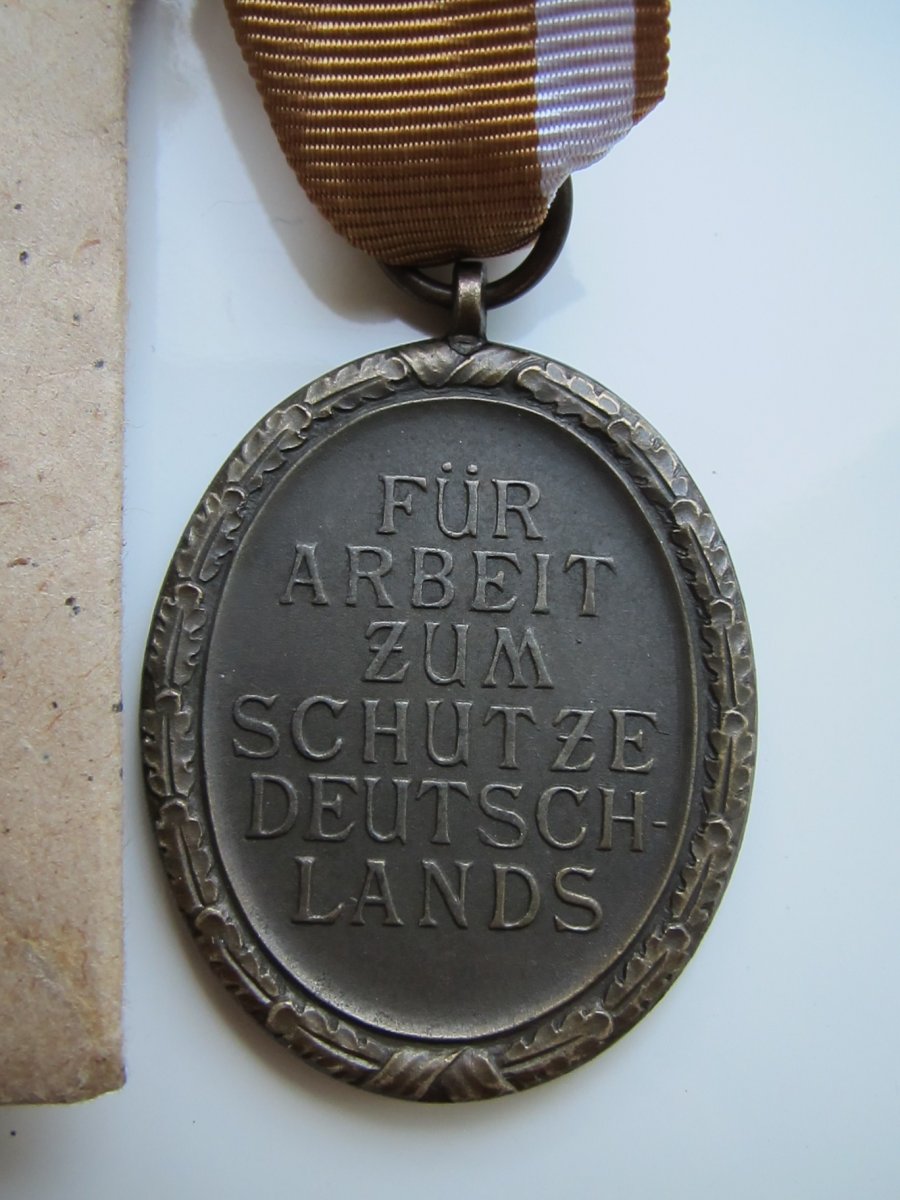 FÜR
ARBEIT
ZUM
SCHUTZE
DEUTSCH-
LANDS